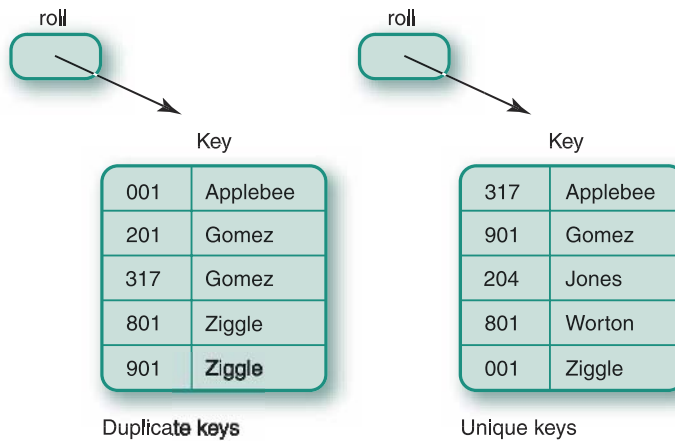 roll
Key
001 Applebee
201 Gomez
317 Gomez
801 Ziggle
901 Ziggle
Duplicate keys
roll
Key
317 Applebee
901 Gomez
204 Jones
801 Worton
001 Ziggle
Unique keys